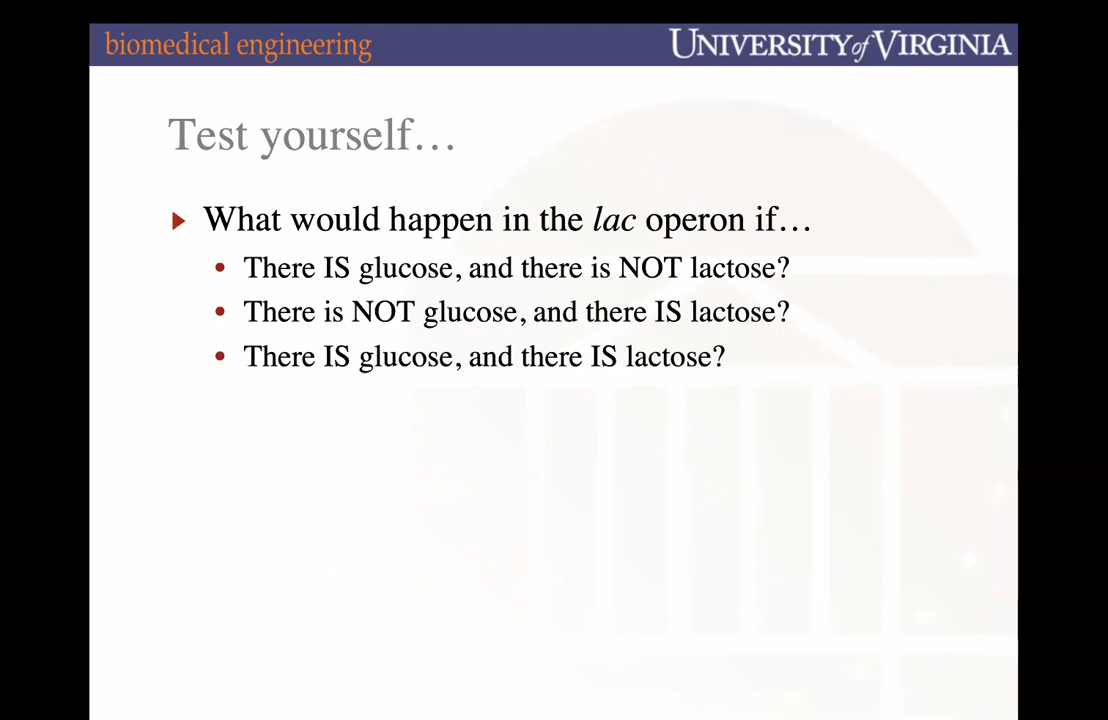 biomedical engineering
UNIVERSITY of VIRGINIA
Test yourself…
What would happen in the lac operon if…
There IS glucose, and there is NOT lactose?
There is NOT glucose, and there IS lactose?
There IS glucose, and there IS lactose?